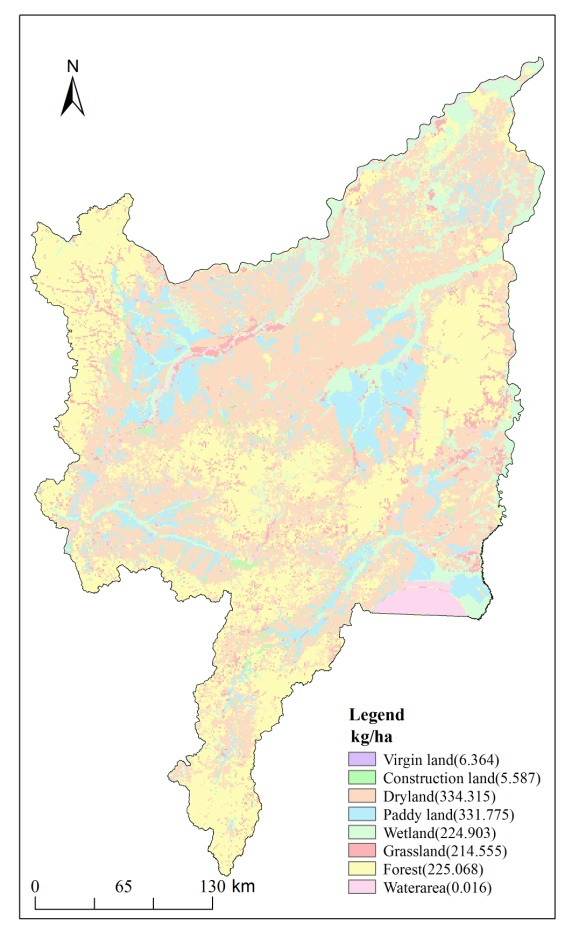 N
Legend
kg/ha
Virgin land(6.364)
Construction land(5.587)
Dryland(334.315)
Paddy land(331.775)
Wetland(224.903)
Grassland(214.555)
Forest(225.068)
Waterarea(0.016)
0 65 130 km